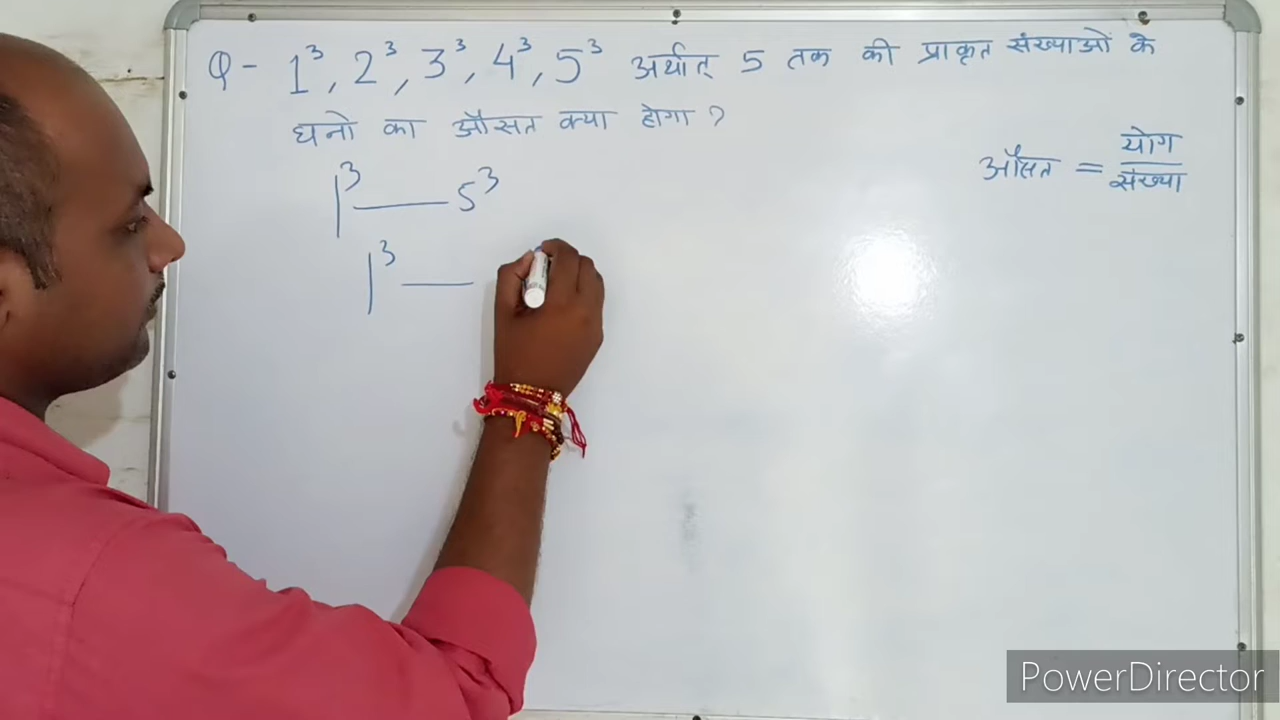 Q - 1³, 2³, 3³, 4³, 5³ अर्थात् 5 तक की प्राकृत संख्याओं के
घनो का औसत क्या होगा ?
औसत = योग / संख्या
1³ — 5³
1³ —
PowerDirector